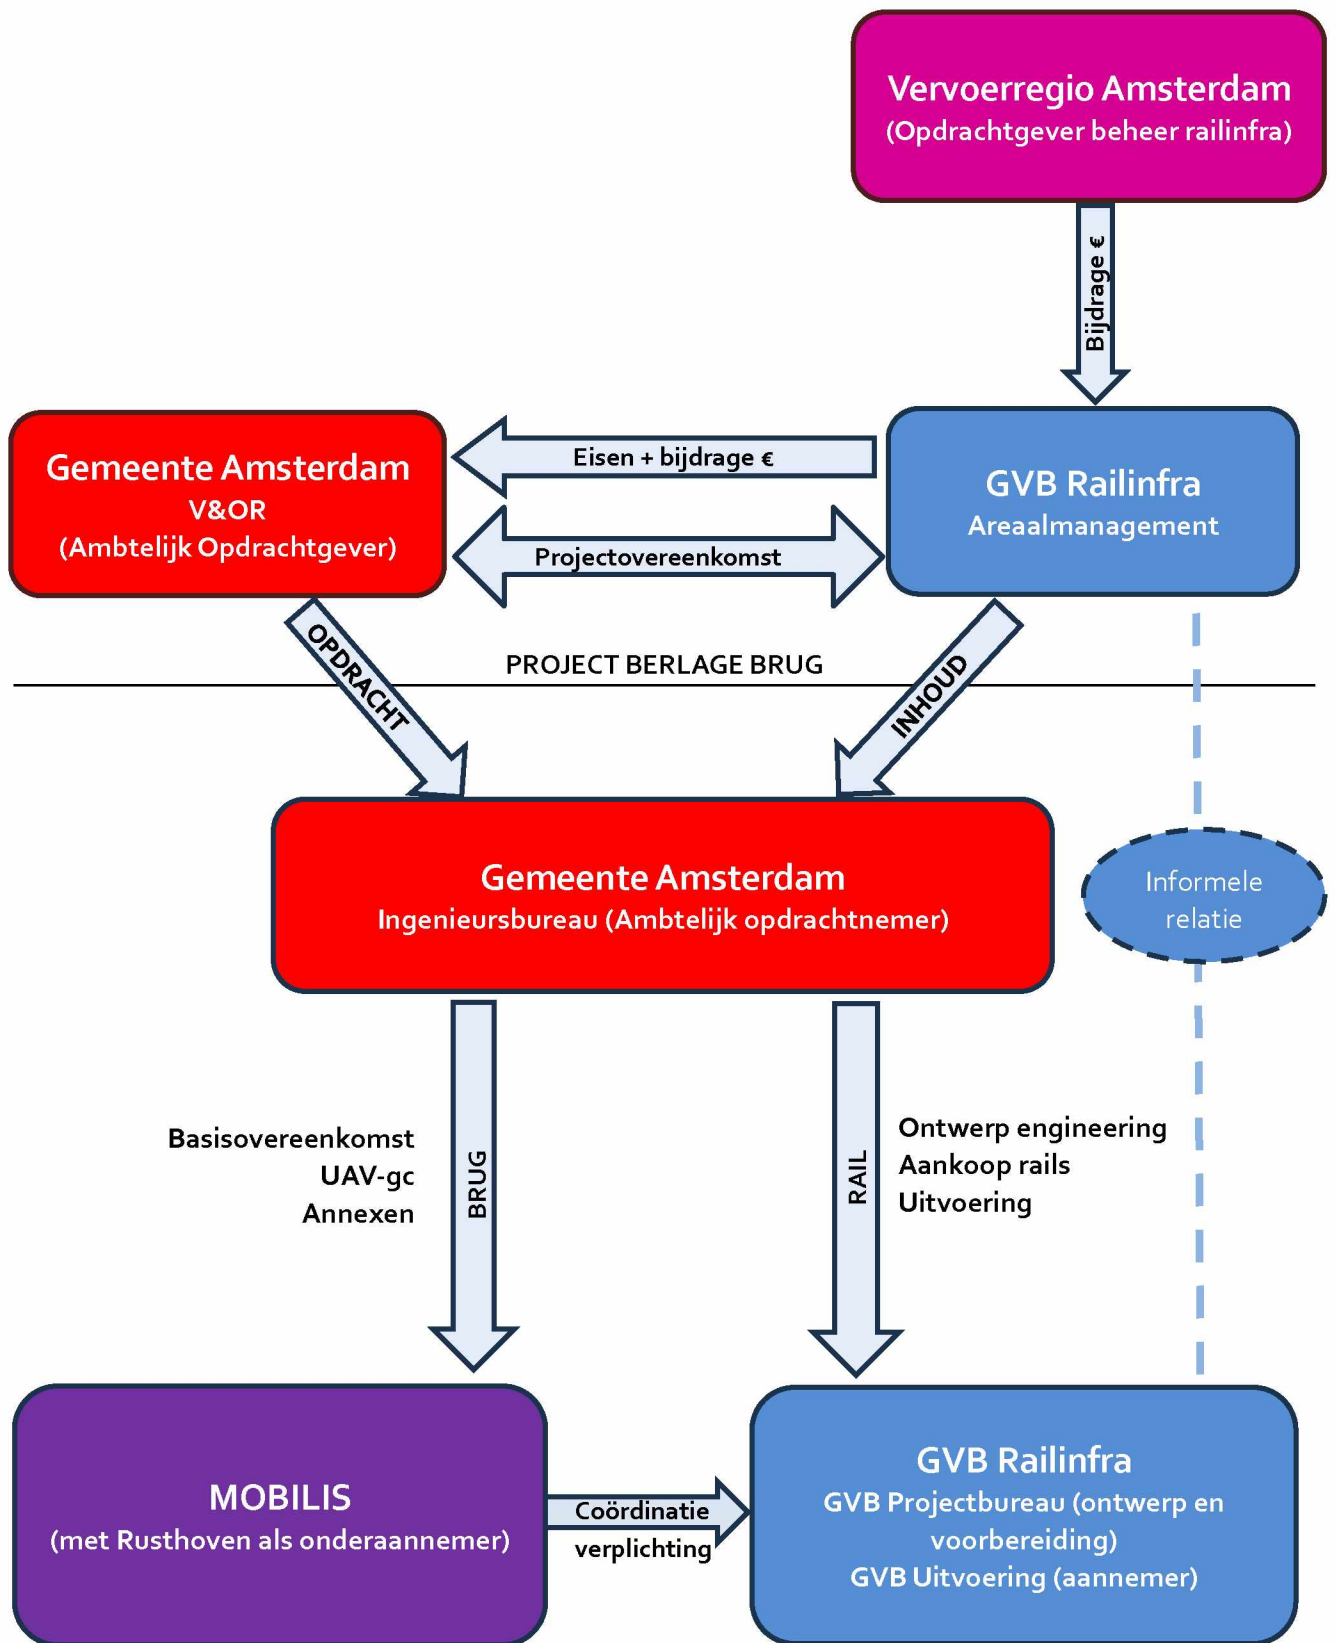 Vervoerregio Amsterdam
(Opdrachtgever beheer railinfra)
Bijdrage €
Gemeente Amsterdam
V&OR
(Ambtelijk Opdrachtgever)
Eisen + bijdrage €
Projectovereenkomst
GVB Railinfra
Areaalmanagement
OPDRACHT
PROJECT BERLAGE BRUG
INHOUD
Gemeente Amsterdam
Ingenieursbureau (Ambtelijk opdrachtnemer)
Informele
relatie
Basisovereenkomst
UAV-gc
Annexen
BRUG
RAIL
Ontwerp engineering
Aankoop rails
Uitvoering
MOBILIS
(met Rusthoven als onderaannemer)
Coördinatie
verplichting
GVB Railinfra
GVB Projectbureau (ontwerp en
voorbereiding)
GVB Uitvoering (aannemer)